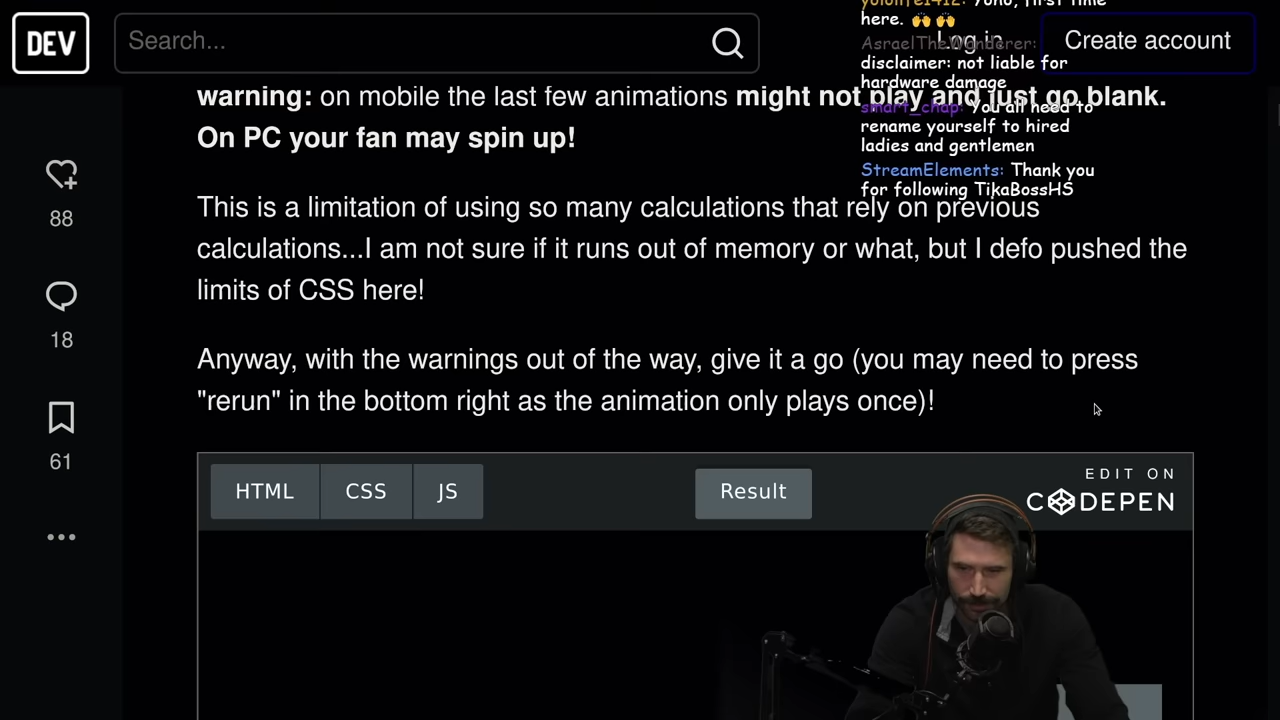 DEV
Search...
Log in
Create account
here. 🙌 🙌
AsraelTheWanderer:
disclaimer: not liable for
hardware damage
smart_chap: You all need to
rename yourself to hired
ladies and gentlemen
StreamElements: Thank you
for following TikaBossHS
warning: on mobile the last few animations might not play and just go blank.
On PC your fan may spin up!
88
This is a limitation of using so many calculations that rely on previous
calculations...I am not sure if it runs out of memory or what, but I defo pushed the
limits of CSS here!
18
Anyway, with the warnings out of the way, give it a go (you may need to press
"rerun" in the bottom right as the animation only plays once)!
61
HTML
CSS
JS
Result
EDIT ON
CODEPEN